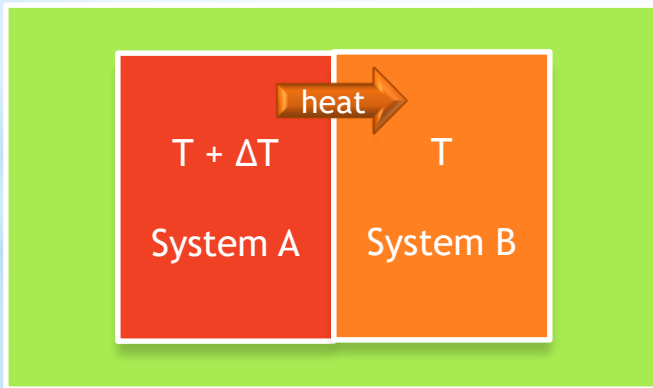 heat
T + ΔT
T
System A
System B